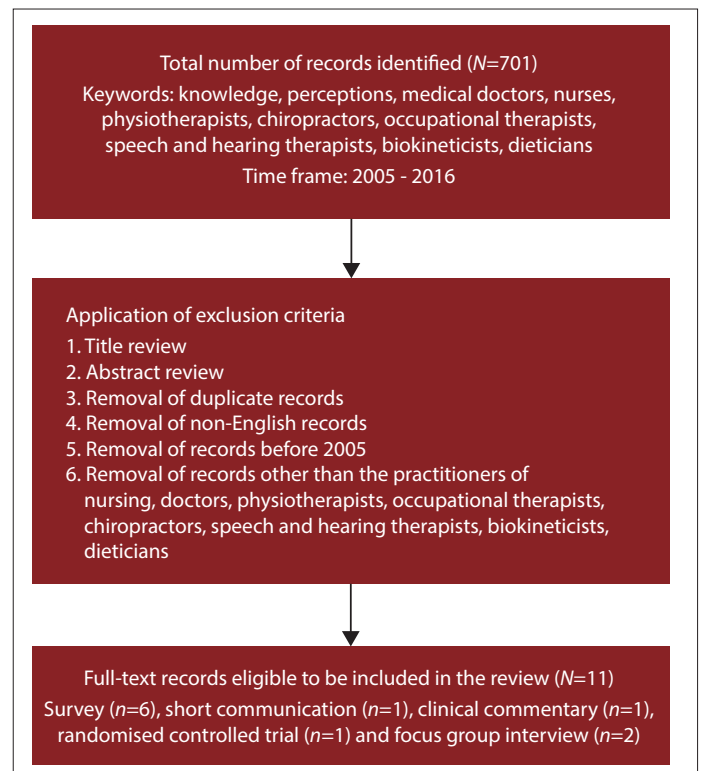 Total number of records identified (N=701)
Keywords: knowledge, perceptions, medical doctors, nurses,
physiotherapists, chiropractors, occupational therapists,
speech and hearing therapists, biokineticists, dieticians
Time frame: 2005 - 2016
Application of exclusion criteria
1. Title review
2. Abstract review
3. Removal of duplicate records
4. Removal of non-English records
5. Removal of records before 2005
6. Removal of records other than the practitioners of
nursing, doctors, physiotherapists, occupational therapists,
chiropractors, speech and hearing therapists, biokineticists,
dieticians
Full-text records eligible to be included in the review (N=11)
Survey (n=6), short communication (n=1), clinical commentary (n=1),
randomised controlled trial (n=1) and focus group interview (n=2)